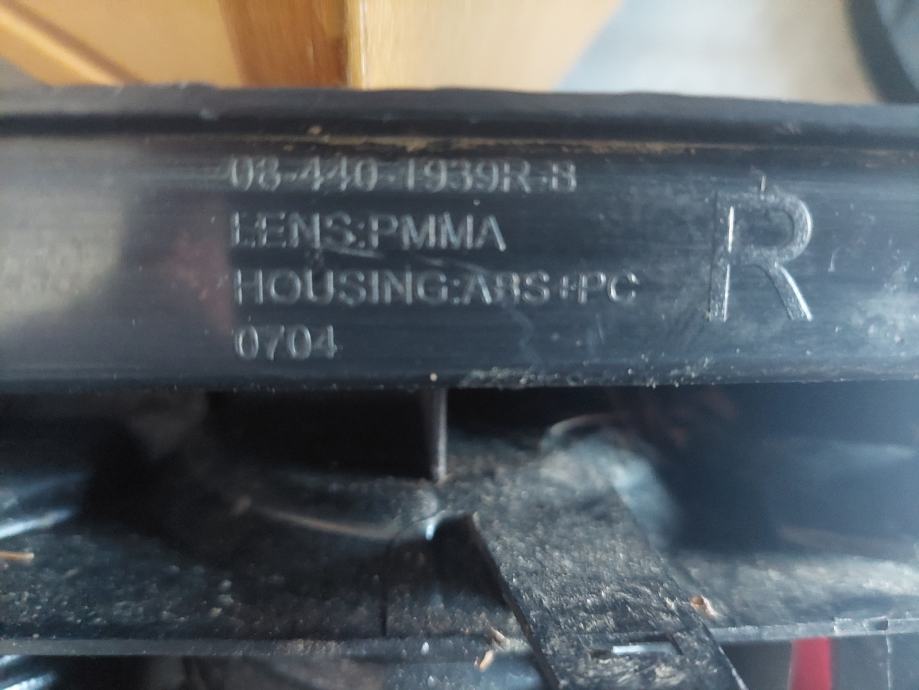 08-440-1939R-B
LENS:PMMA
R
HOUSING:ABS+PC
0704